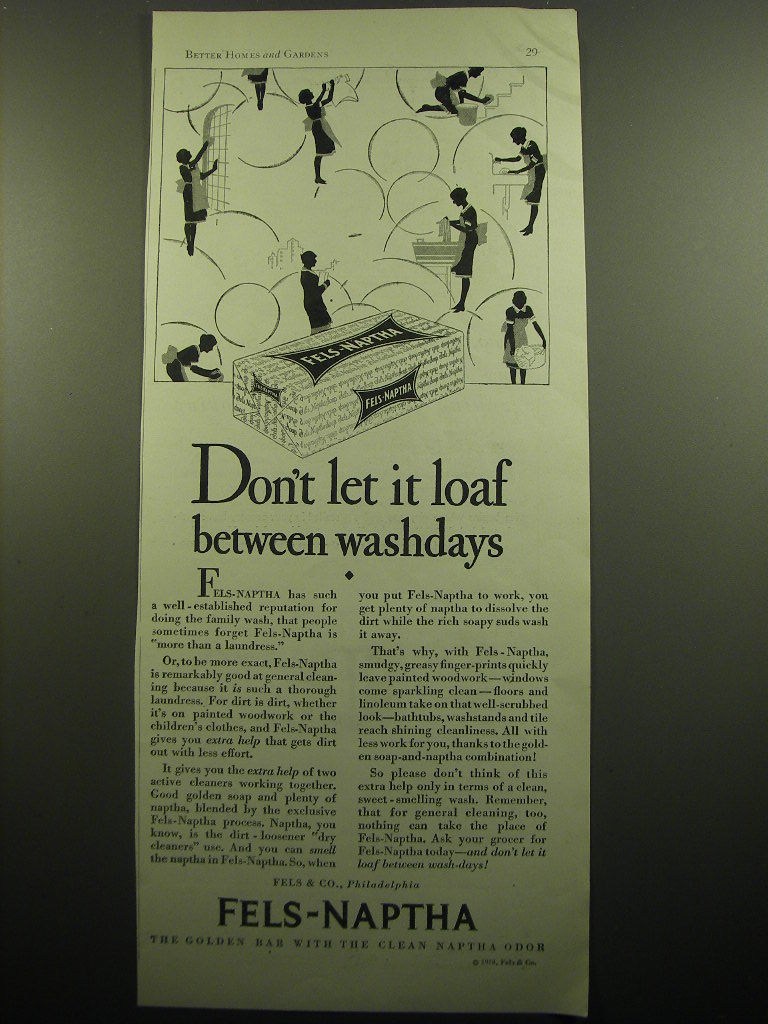 BETTER HOMES and GARDENS
29
FELS-NAPTHA
FELS-NAPTHA
FELS-NAPTHA
Don't let it loaf
between washdays
FELS-NAPTHA has such
a well-established reputation for
doing the family wash, that people
sometimes forget Fels-Naptha is
"more than a laundress."
Or, to be more exact, Fels-Naptha
is remarkably good at general clean-
ing because it is such a thorough
laundress. For dirt is dirt, whether
it's on painted woodwork or the
children's clothes, and Fels-Naptha
gives you extra help that gets dirt
out with less effort.
It gives you the extra help of two
active cleaners working together.
Good golden soap and plenty of
naptha, blended by the exclusive
Fels-Naptha process. Naptha, you
know, is the dirt-loosener "dry
cleaners" use. And you can smell
the naptha in Fels-Naptha. So, when
you put Fels-Naptha to work, you
get plenty of naptha to dissolve the
dirt while the rich soapy suds wash
it away.
That's why, with Fels-Naptha,
smudgy, greasy finger-prints quickly
leave painted woodwork—windows
come sparkling clean—floors and
linoleum take on that well-scrubbed
look—bathtubs, washstands and tile
reach shining cleanliness. All with
less work for you, thanks to the gold-
en soap-and-naptha combination!
So please don't think of this
extra help only in terms of a clean,
sweet-smelling wash. Remember,
that for general cleaning, too,
nothing can take the place of
Fels-Naptha. Ask your grocer for
Fels-Naptha today—and don't let it
loaf between wash-days!
FELS & CO., Philadelphia
FELS-NAPTHA
THE GOLDEN BAR WITH THE CLEAN NAPTHA ODOR
© Fels & Co.